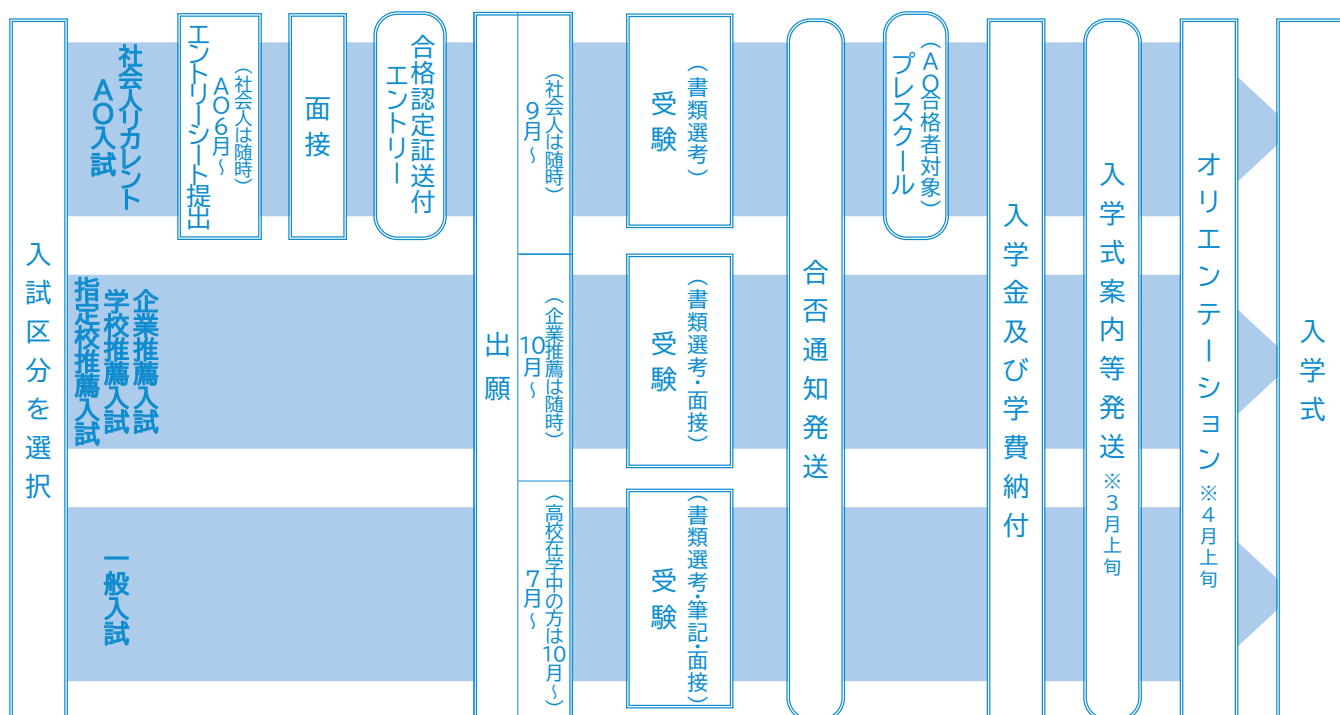 入試区分を選択
社会人リカレント
AO入試
エントリーシート提出
AO6月～
(社会人は随時)
面接
エントリー
合格認定証送付
指定校推薦入試
学校推薦入試
企業推薦入試
一般入試
出願
9月～
(社会人は随時)
10月～
(企業推薦は随時)
7月～
(高校在学中の方は10月～)
受験
(書類選考)
受験
(書類選考・面接)
受験
(書類選考・筆記・面接)
合否通知発送
プレスクール
(AO合格者対象)
入学金及び学費納付
入学式案内等発送※3月上旬
オリエンテーション※4月上旬
入学式